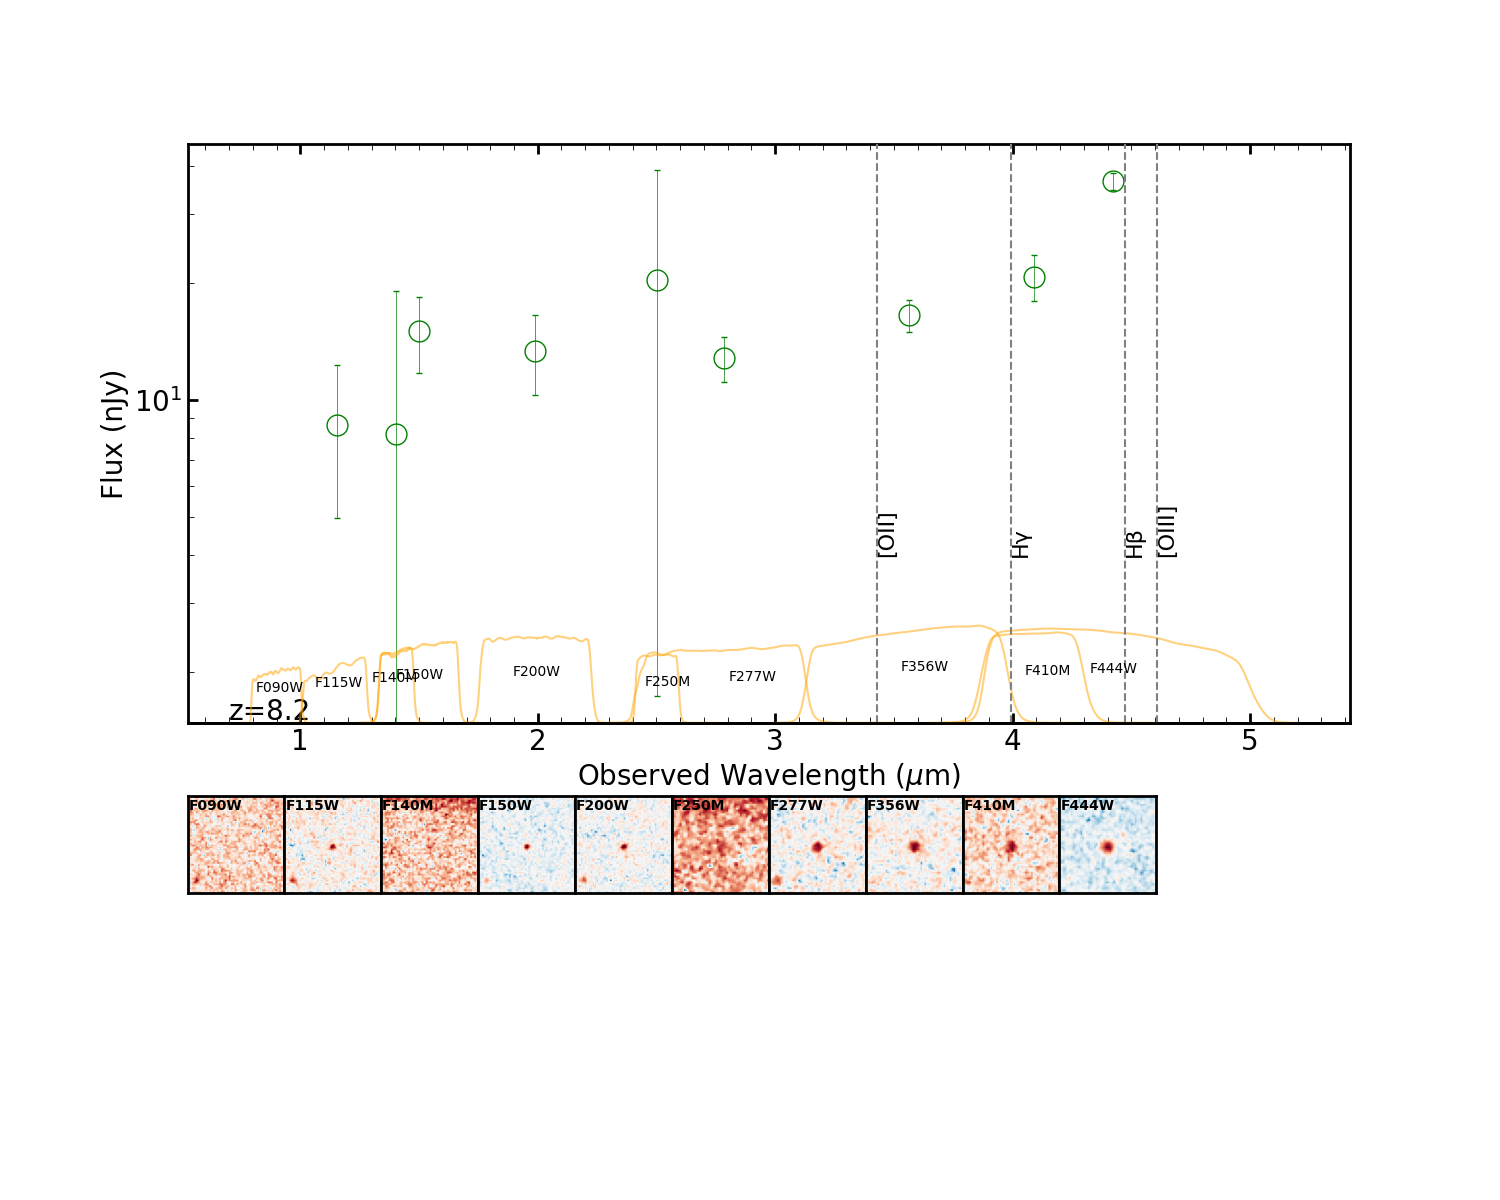 Flux (nJy)
10¹
[OII]
Hγ
Hβ
[OIII]
F090W
F115W
F140M
F150W
F200W
F250M
F277W
F356W
F410M
F444W
z=8.2
1 2 3 4 5
Observed Wavelength (μm)
F090W F115W F140M F150W F200W F250M F277W F356W F410M F444W